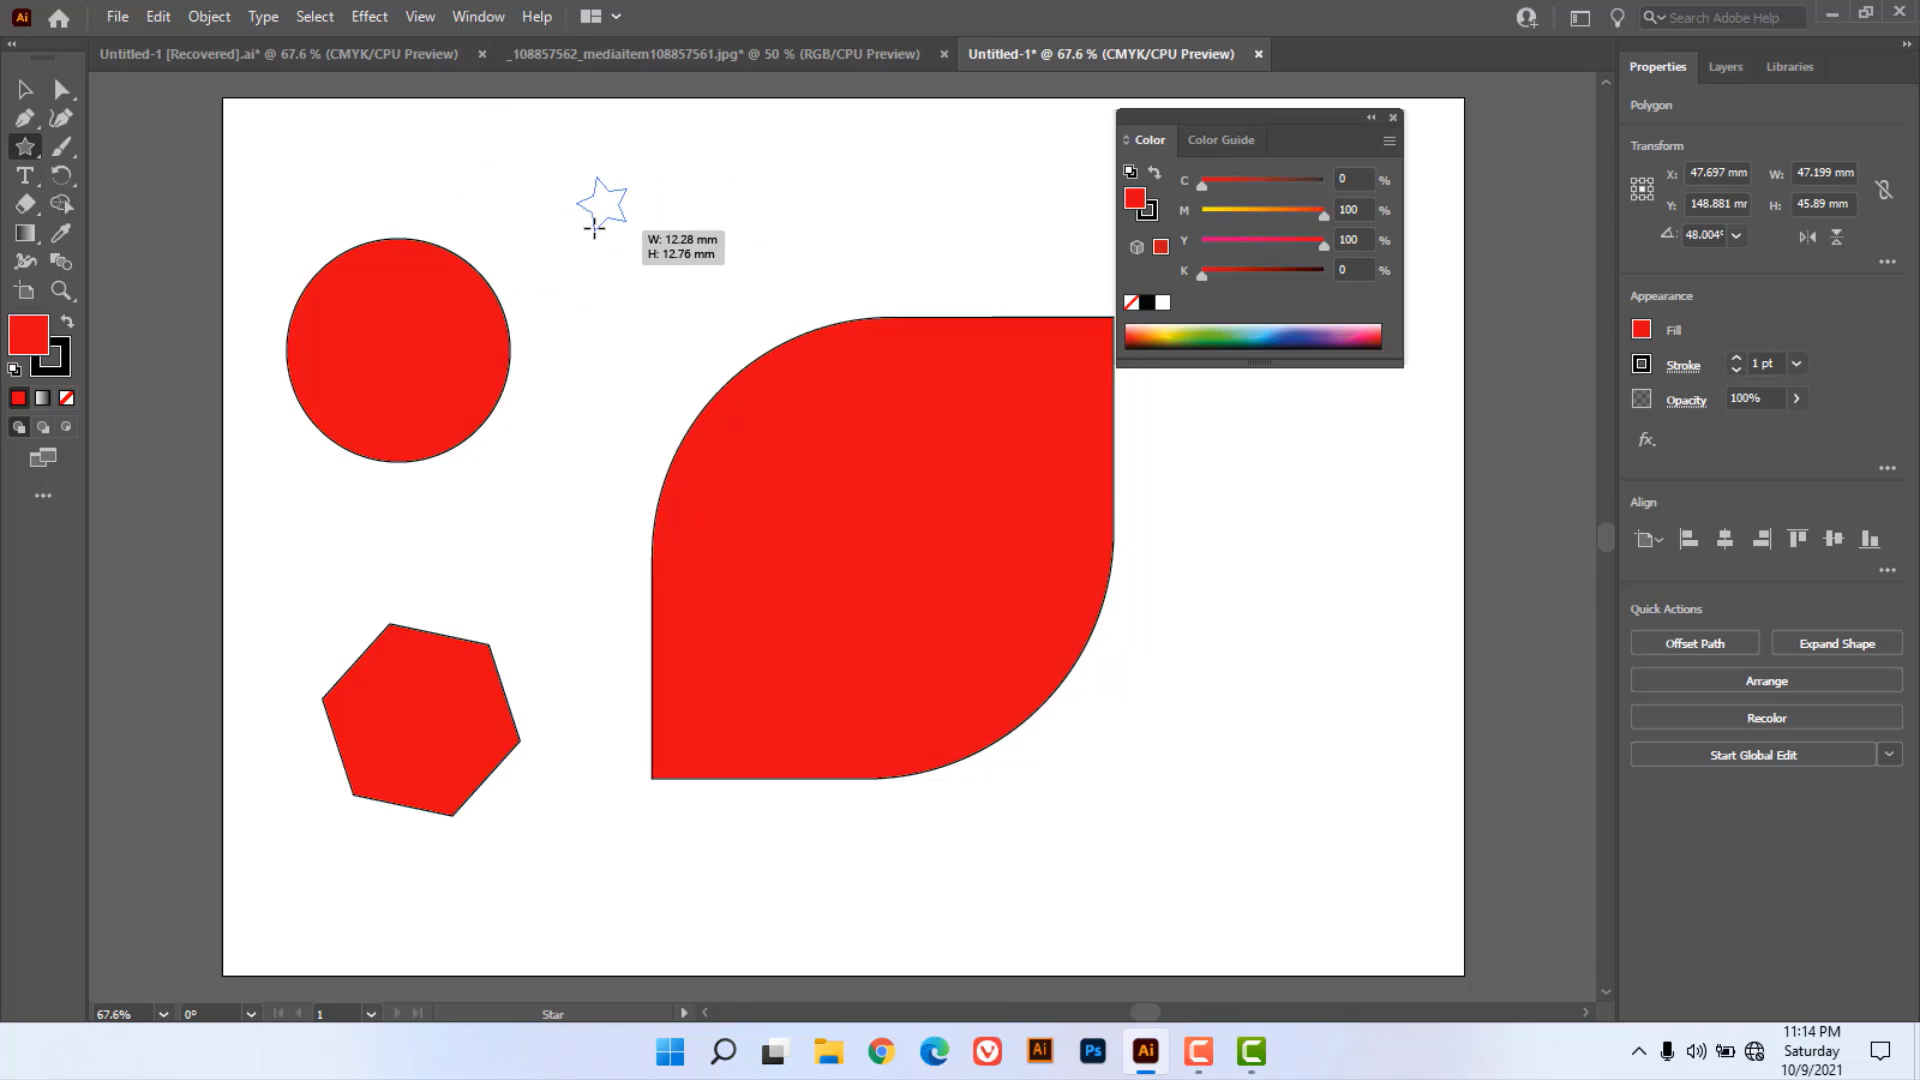 Ai File Edit Object Type Select Effect View Window Help Search Adobe Help
Untitled-1 [Recovered].ai* @ 67.6 % (CMYK/CPU Preview) _108857562_mediaitem108857561.jpg* @ 50 % (RGB/CPU Preview) Untitled-1* @ 67.6 % (CMYK/CPU Preview)
Properties Layers Libraries
Polygon
Transform
X: 47.697 mm W: 47.199 mm
Y: 148.881 mr H: 45.89 mm
48.004°
Appearance
Fill
Stroke 1 pt
Opacity 100%
fx.
Align
Quick Actions
Offset Path Expand Shape
Arrange
Recolor
Start Global Edit
Color Color Guide
C 0 %
M 100 %
Y 100 %
K 0 %
W: 12.28 mm
H: 12.76 mm
T
67.6% 0° 1 Star
Ai Ps Ai
11:14 PM
Saturday
10/9/2021